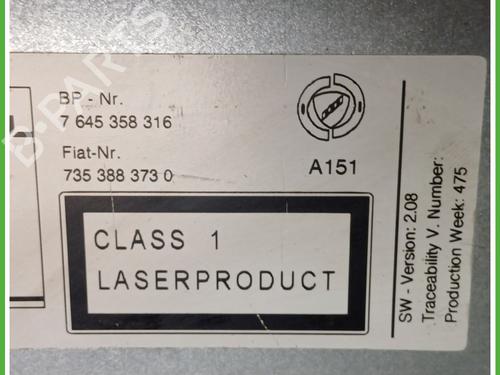 B-PARTS
BP - Nr.
7 645 358 316
Fiat-Nr.
735 388 373 0
A151
CLASS 1
LASERPRODUCT
SW - Version: 2.08
Traceability V. Number:
Production Week: 475